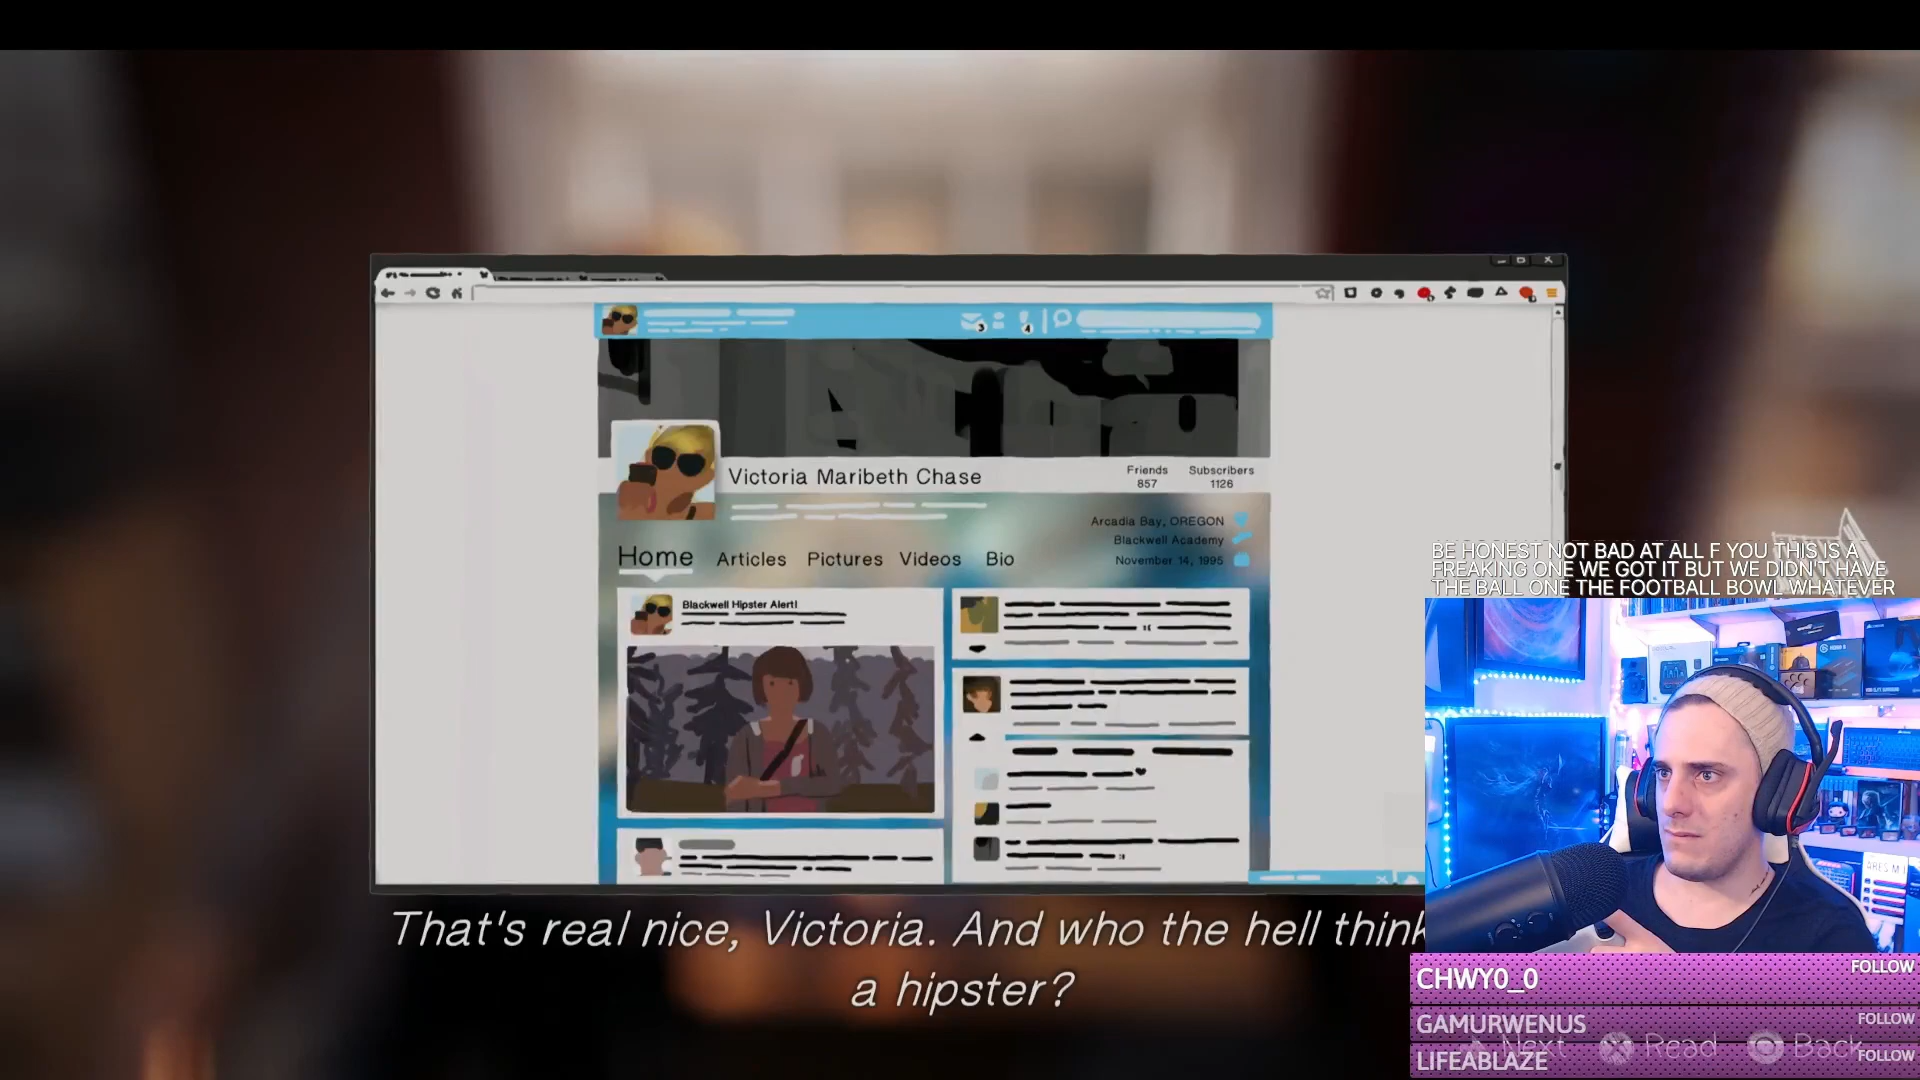 Victoria Maribeth Chase
Friends
857
Subscribers
1126
Arcadia Bay, OREGON
Blackwell Academy
November 14, 1995
Home
Articles
Pictures
Videos
Bio
Blackwell Hipster Alert!
3
4
That's real nice, Victoria. And who the hell think
a hipster?
BE HONEST NOT BAD AT ALL F YOU THIS IS A
FREAKING ONE WE GOT IT BUT WE DIDN'T HAVE
THE BALL ONE THE FOOTBALL BOWL WHATEVER
CHWY0_0
FOLLOW
GAMURWENUS
FOLLOW
LIFEABLAZE
FOLLOW
Next
Read
Back